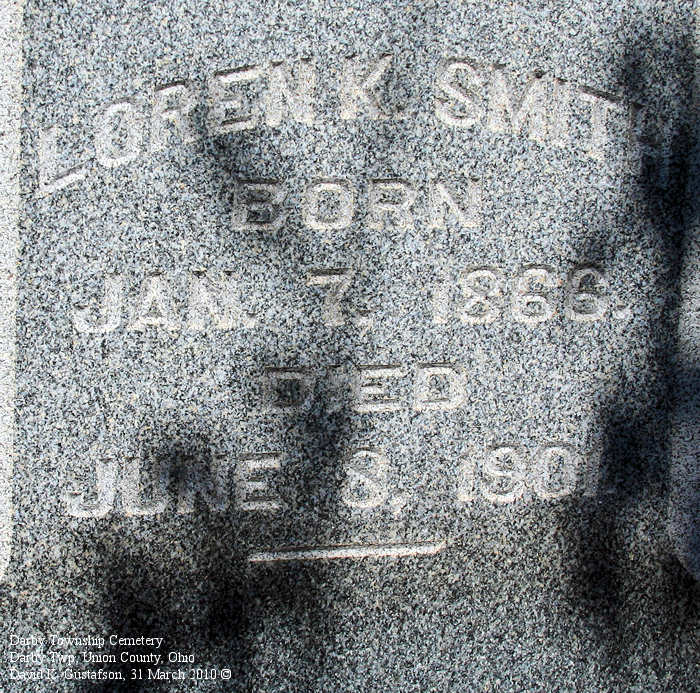 LOREN K. SMITH
BORN
JAN. 7, 1866.
DIED
JUNE 8, 1901.
Darby Township Cemetery
Darby Twp, Union County, Ohio
David K. Gustafson, 31 March 2010 ©